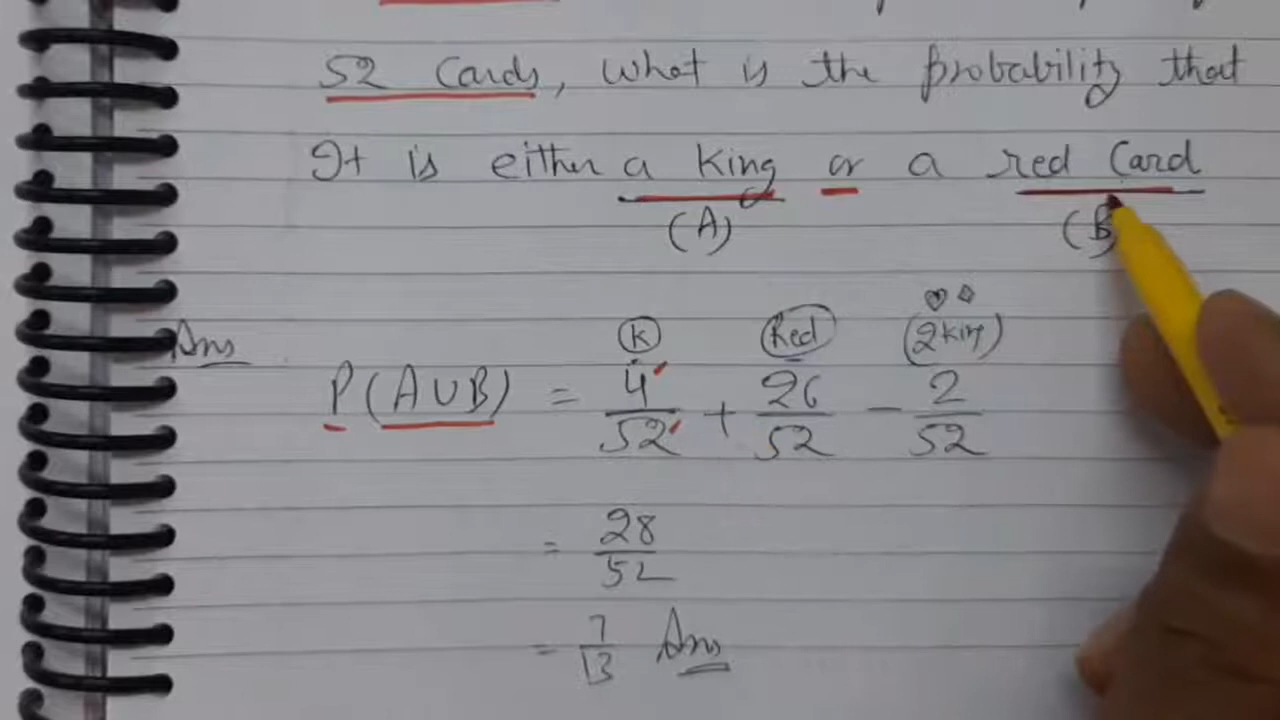 52 Cards, what is the probability that
It is either a King or a red Card
(A) (B
K Red (2 King)
Ans
P(A∪B) = 4/52 + 26/52 - 2/52
= 28/52
= 7/13 Ans